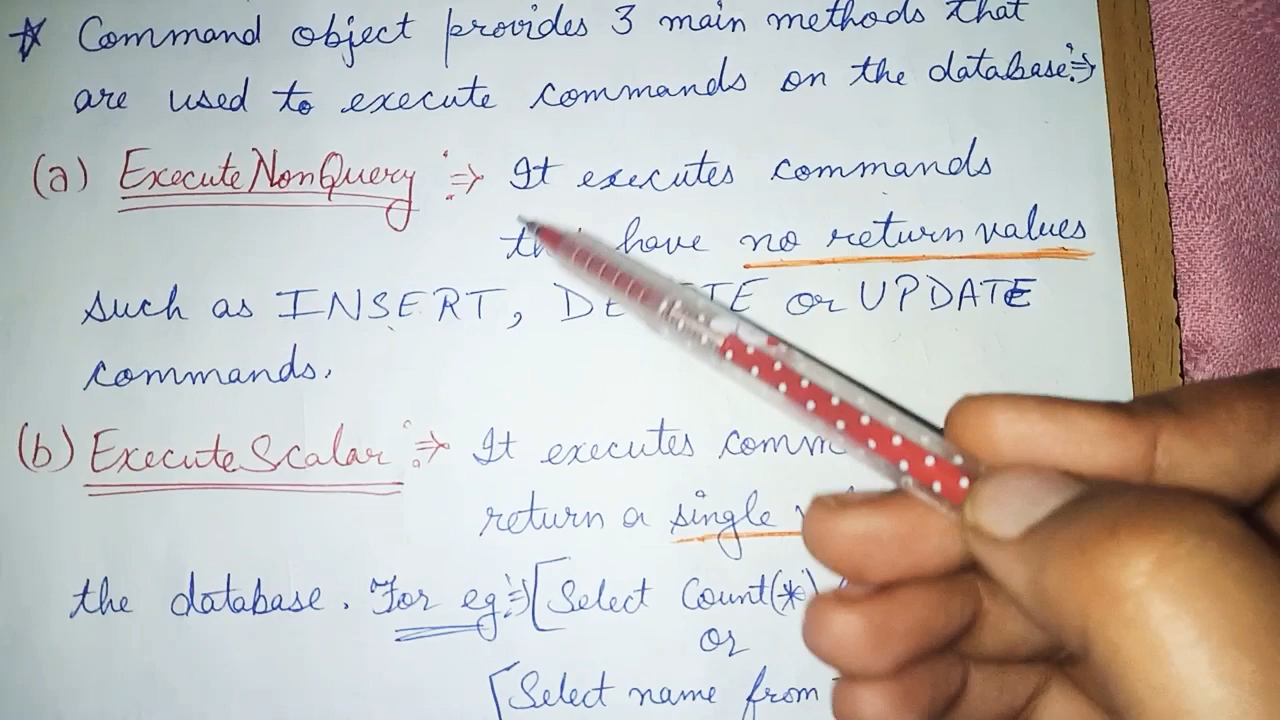 ☆ Command object provides 3 main methods that
are used to execute commands on the database:⇒
(a) ExecuteNonQuery :⇒ It executes commands
have no return values
such as INSERT, DELETE or UPDATE
commands.
(b) ExecuteScalar :⇒ It executes
return a single
the database. For eg:⇒ [Select Count(*)
or
[Select name from